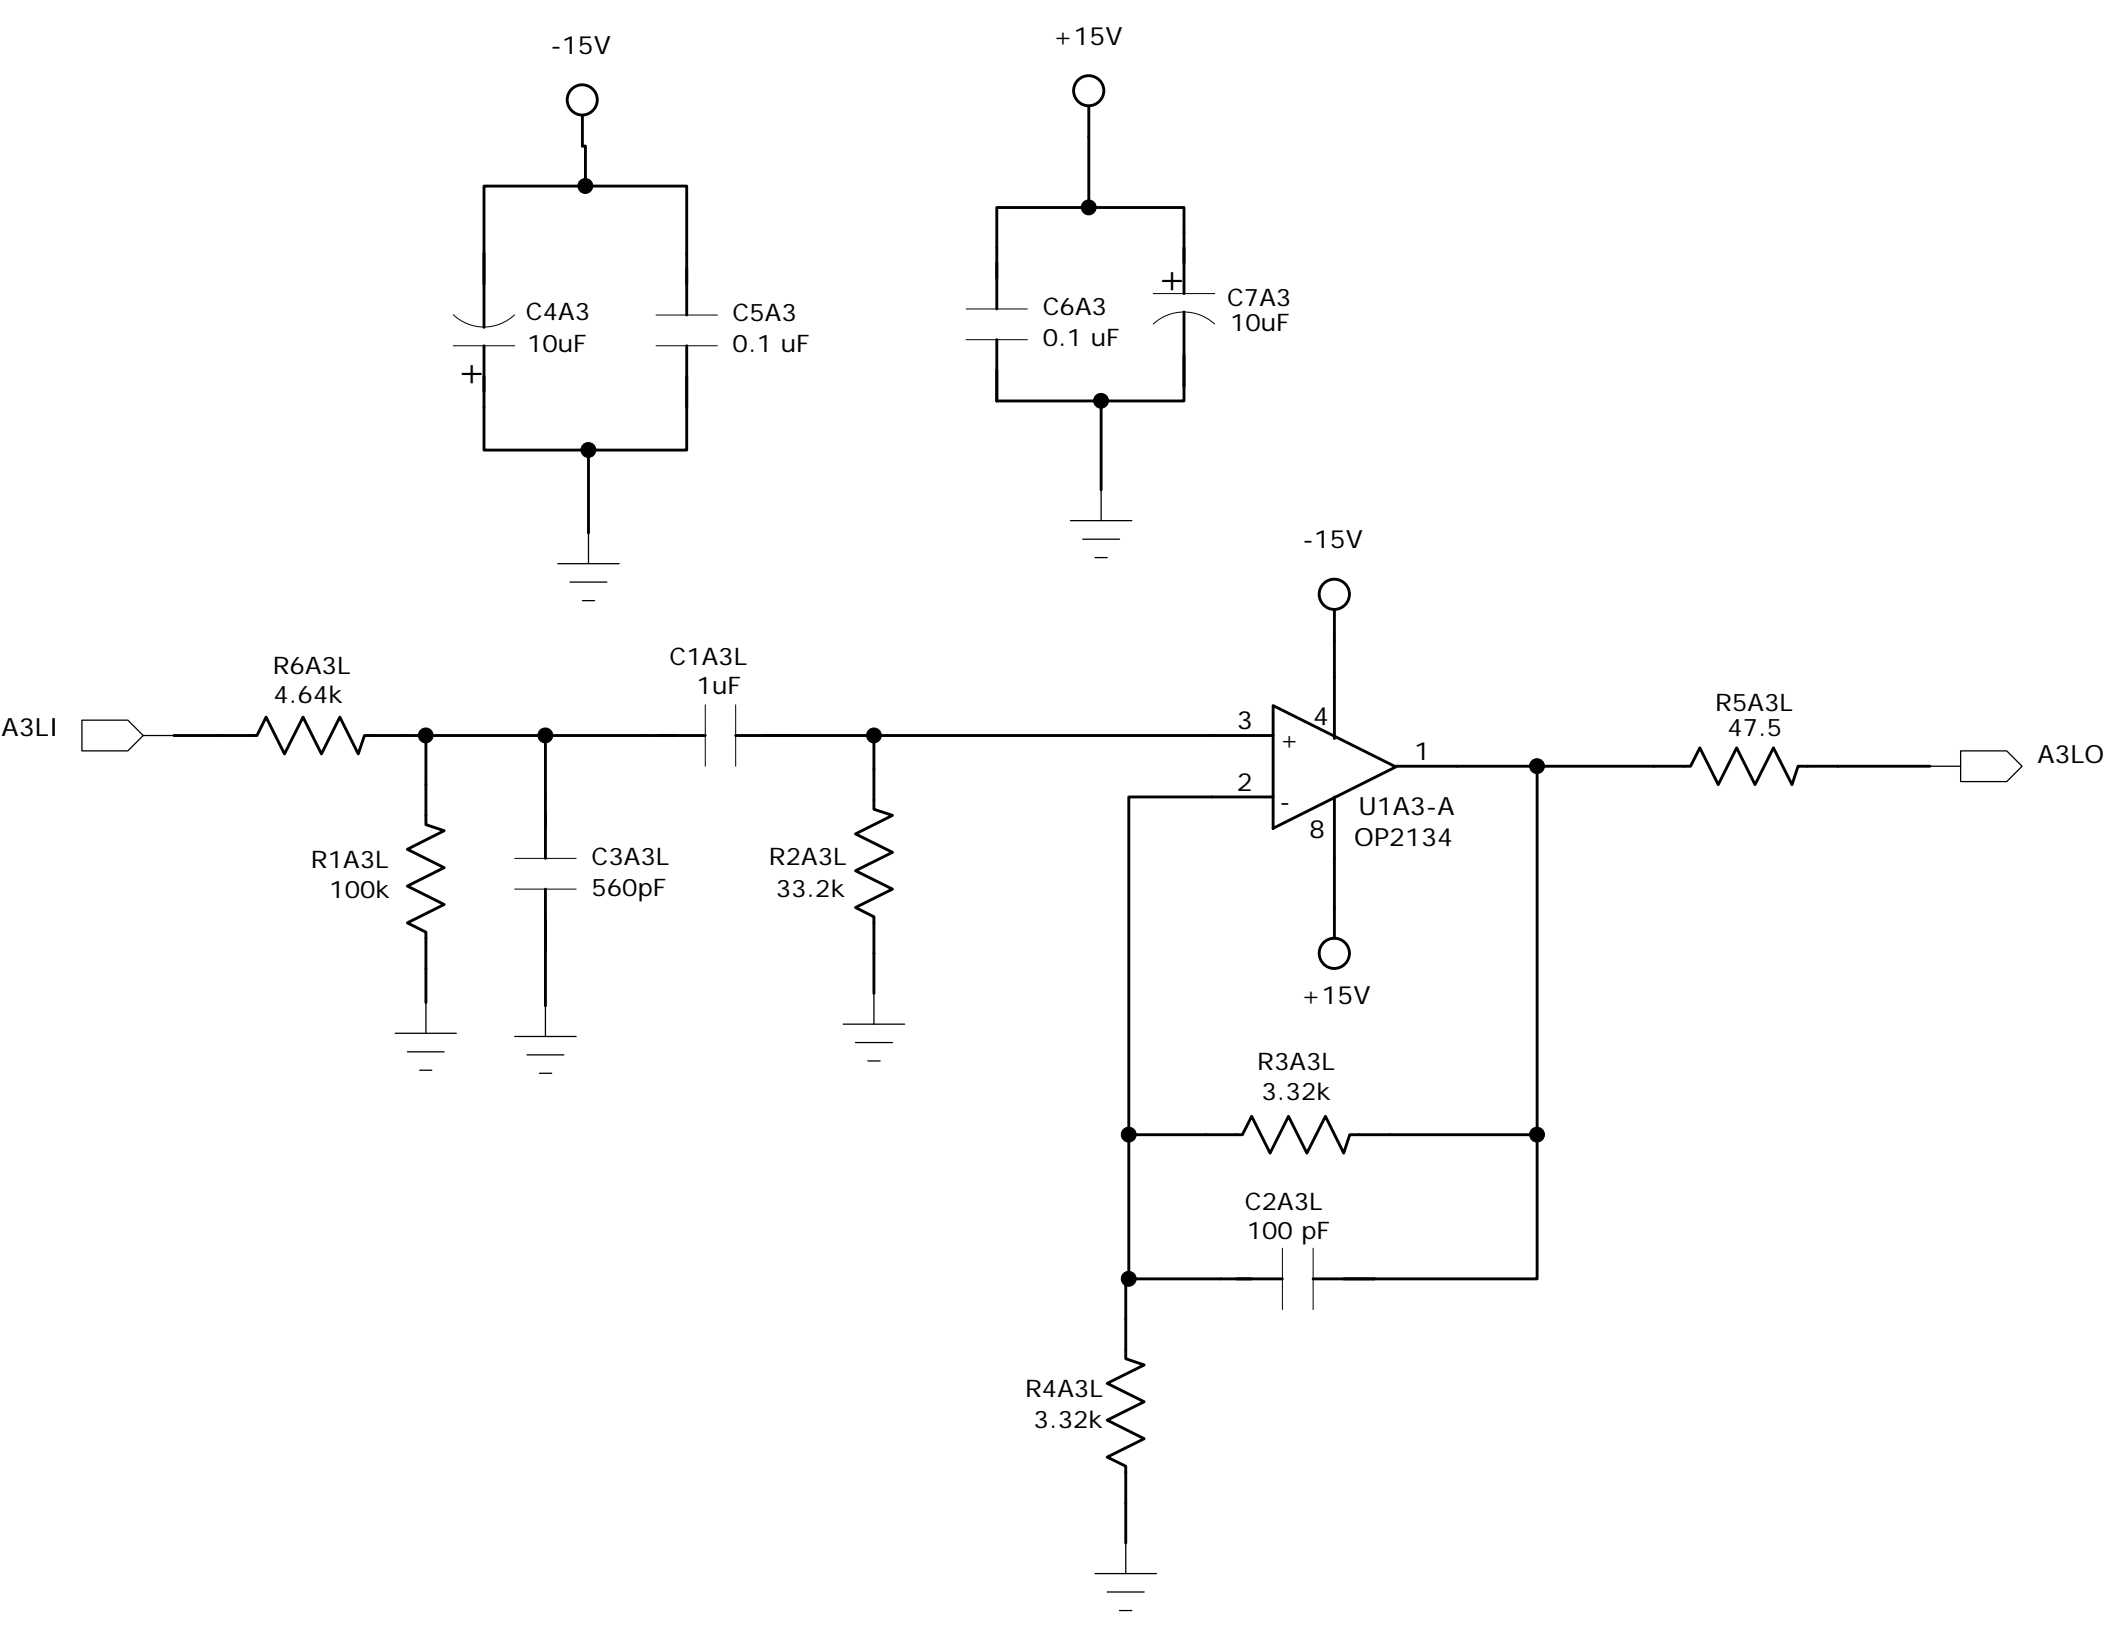 -15V
+15V
C4A3
10uF
+
C5A3
0.1 uF
C6A3
0.1 uF
+
C7A3
10uF
-15V
A3LI
R6A3L
4.64k
C1A3L
1uF
3
+
4
2
-
8
1
U1A3-A
OP2134
R5A3L
47.5
A3LO
R1A3L
100k
C3A3L
560pF
R2A3L
33.2k
+15V
R3A3L
3.32k
C2A3L
100 pF
R4A3L
3.32k